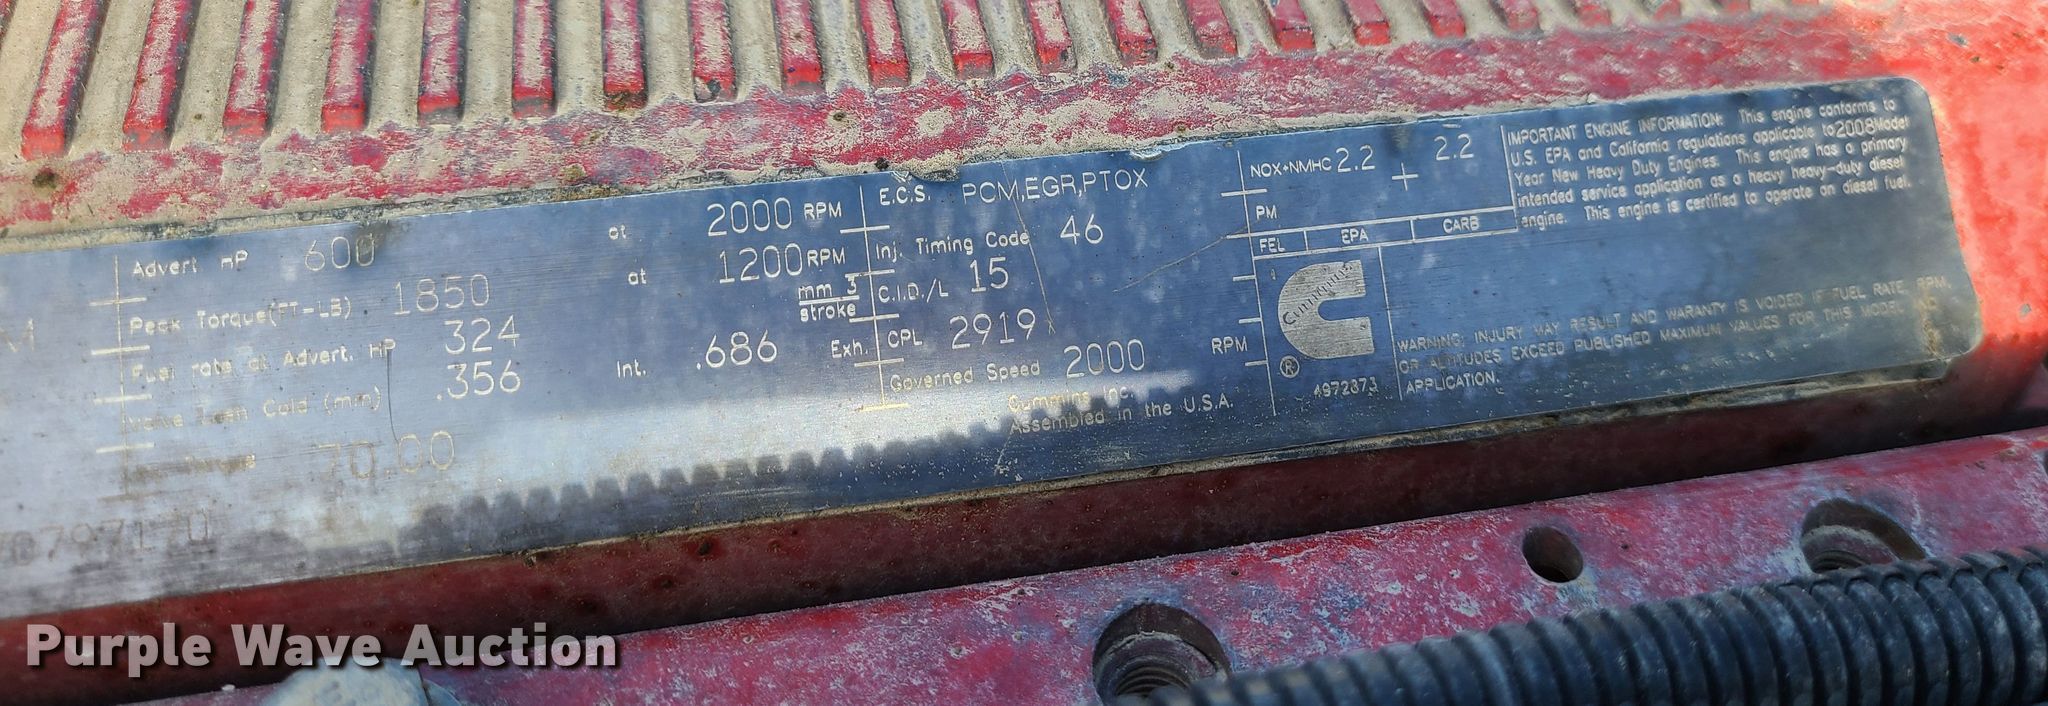 Advert HP 600 at 2000 RPM
Peak Torque(FT-LB) 1850 at 1200 RPM
Fuel rate at Advert. HP 324 mm 3 stroke
Valve Lash Cold (mm) .356 Int. .686 Exh.
70.00
797170
M
E.C.S. PCM,EGR,PTOX
Inj. Timing Code 46
C.I.D./L 15
CPL 2919
Governed Speed 2000 RPM
Cummins Inc.
Assembled in the U.S.A.
NOX+NMHC 2.2 + 2.2
PM
FEL EPA CARB
Cummins
®
4972873
IMPORTANT ENGINE INFORMATION: This engine conforms to
U.S. EPA and California regulations applicable to 2008 Model
Year New Heavy Duty Engines. This engine has a primary
intended service application as a heavy heavy-duty diesel
engine. This engine is certified to operate on diesel fuel.
WARNING: INJURY MAY RESULT AND WARRANTY IS VOIDED IF FUEL RATE, RPM,
OR ALTITUDES EXCEED PUBLISHED MAXIMUM VALUES FOR THIS MODEL AND
APPLICATION.
Purple Wave Auction